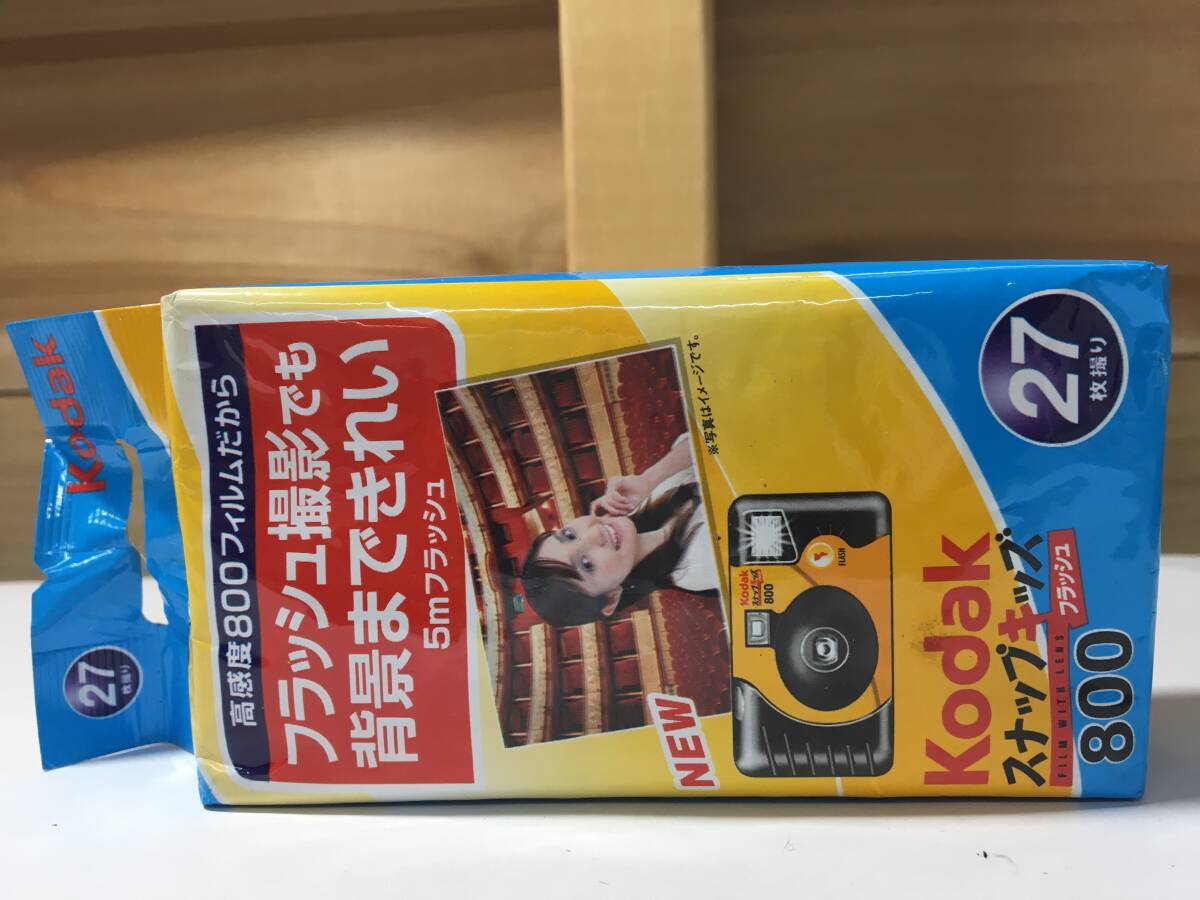 Kodak
27
枚撮り
高感度800フィルムだから
フラッシュ撮影でも
背景まできれい
5mフラッシュ
※写真はイメージです。
NEW
Kodak
スナップキッズ
800
FLASH
27
枚撮り
Kodak
スナップキッズ
フラッシュ
FILM WITH LENS
800